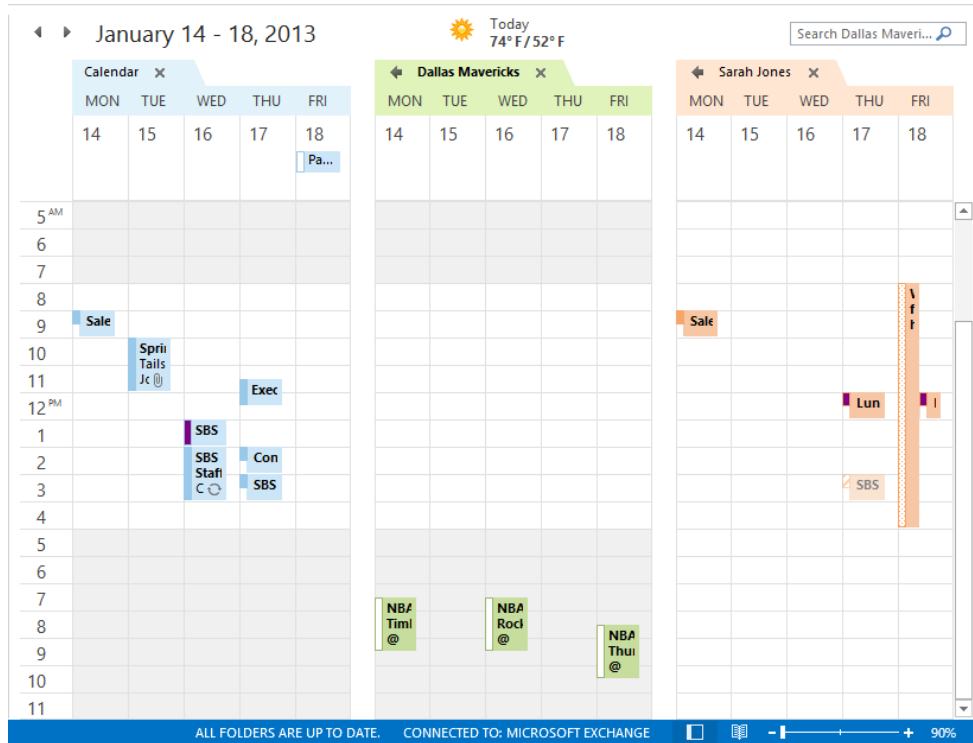 January 14 - 18, 2013
Today
74° F / 52° F
Search Dallas Maveri...
Calendar
Dallas Mavericks
Sarah Jones
MON TUE WED THU FRI
MON TUE WED THU FRI
MON TUE WED THU FRI
14 15 16 17 18
14 15 16 17 18
14 15 16 17 18
Pa...
5 AM
6
7
8
9
10
11
12 PM
1
2
3
4
5
6
7
8
9
10
11
Sale
Sprii
Tails
Jc
Exec
SBS
SBS
Staff
C
Con
SBS
NBA
Timl
@
NBA
Rock
@
NBA
Thui
@
Sale
f
h
Lun
SBS
ALL FOLDERS ARE UP TO DATE.
CONNECTED TO: MICROSOFT EXCHANGE
90%